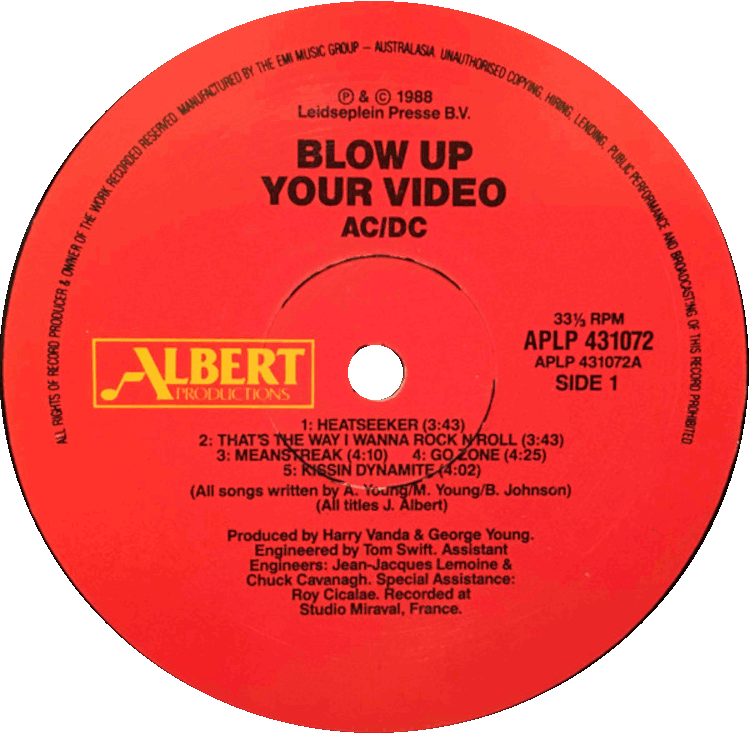 ALL RIGHTS OF RECORD PRODUCER & OWNER OF THE WORK RECORDED RESERVED. MANUFACTURED BY THE EMI MUSIC GROUP – AUSTRALASIA. UNAUTHORISED COPYING, HIRING, LENDING, PUBLIC PERFORMANCE AND BROADCASTING OF THIS RECORD PROHIBITED
Ⓟ & © 1988
Leidseplein Presse B.V.
BLOW UP
YOUR VIDEO
AC/DC
ALBERT
PRODUCTIONS
33⅓ RPM
APLP 431072
APLP 431072A
SIDE 1
1: HEATSEEKER (3:43)
2: THAT'S THE WAY I WANNA ROCK N ROLL (3:43)
3: MEANSTREAK (4:10) 4: GO ZONE (4:25)
5: KISSIN DYNAMITE (4:02)
(All songs written by A. Young/M. Young/B. Johnson)
(All titles J. Albert)
Produced by Harry Vanda & George Young.
Engineered by Tom Swift. Assistant
Engineers: Jean-Jacques Lemoine &
Chuck Cavanagh. Special Assistance:
Roy Cicalae. Recorded at
Studio Miraval, France.